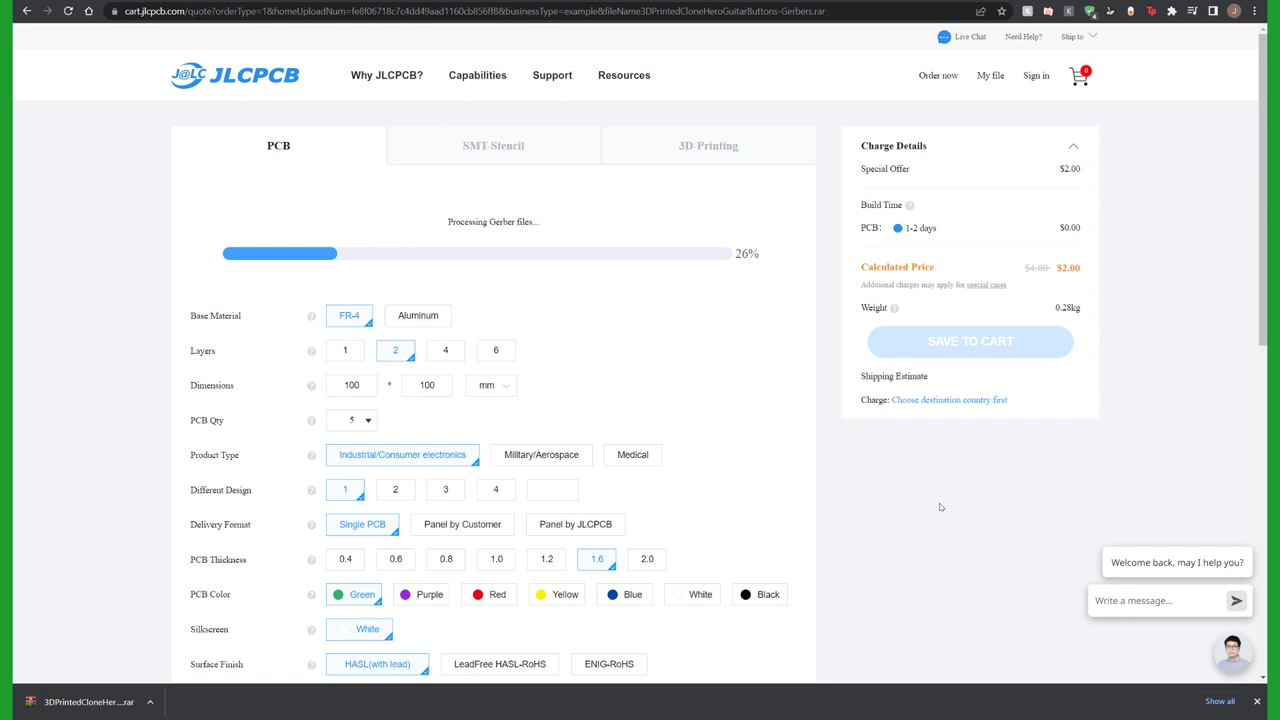 cart.jlcpcb.com/quote?orderType=1&homeUploadNum=fe8f06718c7c4dd49aad1160cb856ff8&businessType=example&fileName3DPrintedCloneHeroGuitarButtons-Gerbers.rar
Live Chat Need Help? Ship to
J@LC JLCPCB Why JLCPCB? Capabilities Support Resources Order now My file Sign in 0
PCB SMT-Stencil 3D-Printing
Processing Gerber files...
26%
Base Material ? FR-4 Aluminum
Layers ? 1 2 4 6
Dimensions ? 100 * 100 mm
PCB Qty ? 5
Product Type ? Industrial/Consumer electronics Military/Aerospace Medical
Different Design ? 1 2 3 4
Delivery Format ? Single PCB Panel by Customer Panel by JLCPCB
PCB Thickness ? 0.4 0.6 0.8 1.0 1.2 1.6 2.0
PCB Color ? Green Purple Red Yellow Blue White Black
Silkscreen ? White
Surface Finish ? HASL(with lead) LeadFree HASL-RoHS ENIG-RoHS
Charge Details
Special Offer $2.00
Build Time ?
PCB: 1-2 days $0.00
Calculated Price $4.00 $2.00
Additional charges may apply for special cases
Weight ? 0.28kg
SAVE TO CART
Shipping Estimate
Charge: Choose destination country first
Welcome back, may I help you?
Write a message...
3DPrintedCloneHer....rar Show all